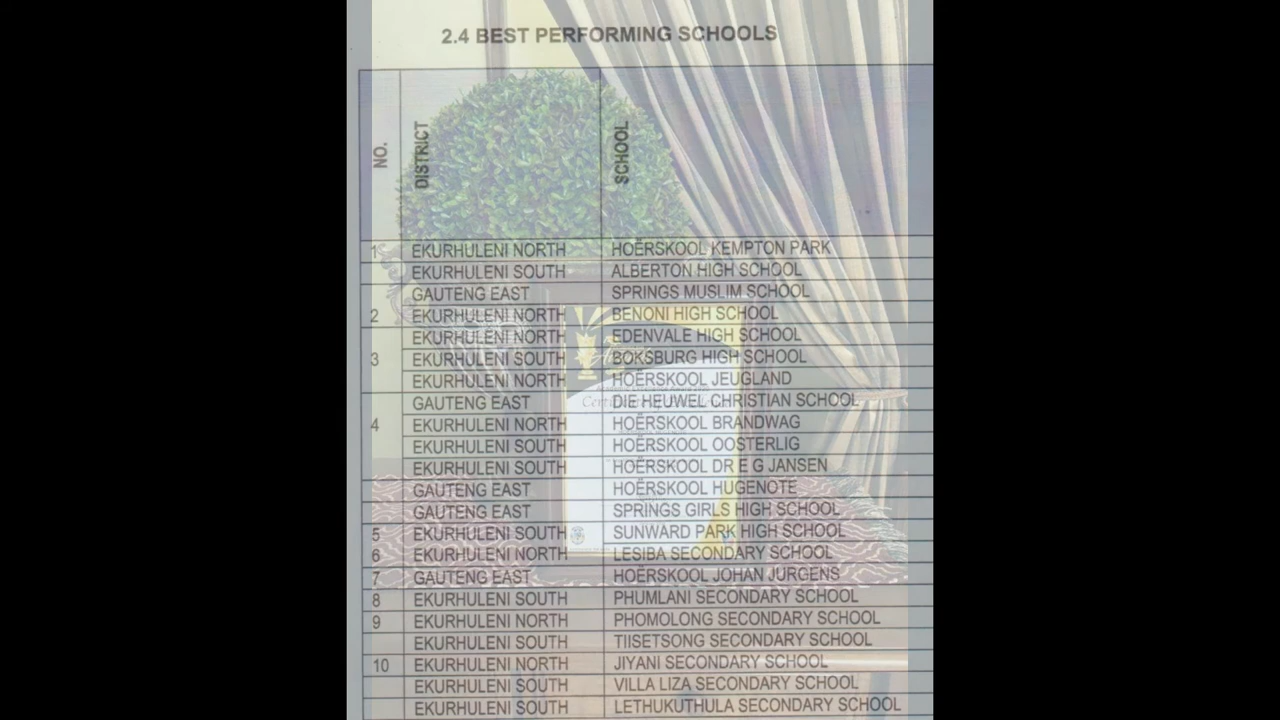 2.4 BEST PERFORMING SCHOOLS
NO. DISTRICT SCHOOL
1 EKURHULENI NORTH HOËRSKOOL KEMPTON PARK
EKURHULENI SOUTH ALBERTON HIGH SCHOOL
GAUTENG EAST SPRINGS MUSLIM SCHOOL
2 EKURHULENI NORTH BENONI HIGH SCHOOL
EKURHULENI NORTH EDENVALE HIGH SCHOOL
3 EKURHULENI SOUTH BOKSBURG HIGH SCHOOL
EKURHULENI NORTH HOËRSKOOL JEUGLAND
GAUTENG EAST DIE HEUWEL CHRISTIAN SCHOOL
4 EKURHULENI NORTH HOËRSKOOL BRANDWAG
EKURHULENI SOUTH HOËRSKOOL OOSTERLIG
EKURHULENI SOUTH HOËRSKOOL DR E G JANSEN
GAUTENG EAST HOËRSKOOL HUGENOTE
GAUTENG EAST SPRINGS GIRLS HIGH SCHOOL
5 EKURHULENI SOUTH SUNWARD PARK HIGH SCHOOL
6 EKURHULENI NORTH LESIBA SECONDARY SCHOOL
7 GAUTENG EAST HOËRSKOOL JOHAN JURGENS
8 EKURHULENI SOUTH PHUMLANI SECONDARY SCHOOL
9 EKURHULENI NORTH PHOMOLONG SECONDARY SCHOOL
EKURHULENI SOUTH TIISETSONG SECONDARY SCHOOL
10 EKURHULENI NORTH JIYANI SECONDARY SCHOOL
EKURHULENI SOUTH VILLA LIZA SECONDARY SCHOOL
EKURHULENI SOUTH LETHUKUTHULA SECONDARY SCHOOL